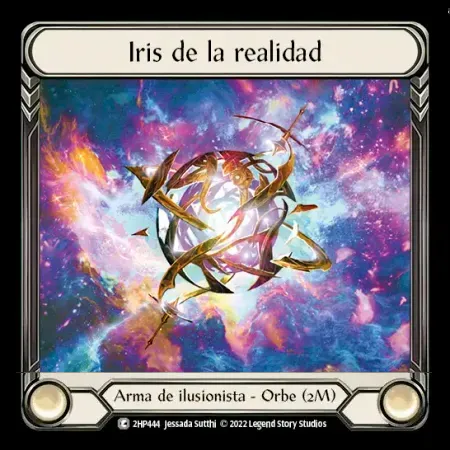 Iris de la realidad
Arma de ilusionista - Orbe (2M)
C 2HP444 Jessada Sutthi © 2022 Legend Story Studios